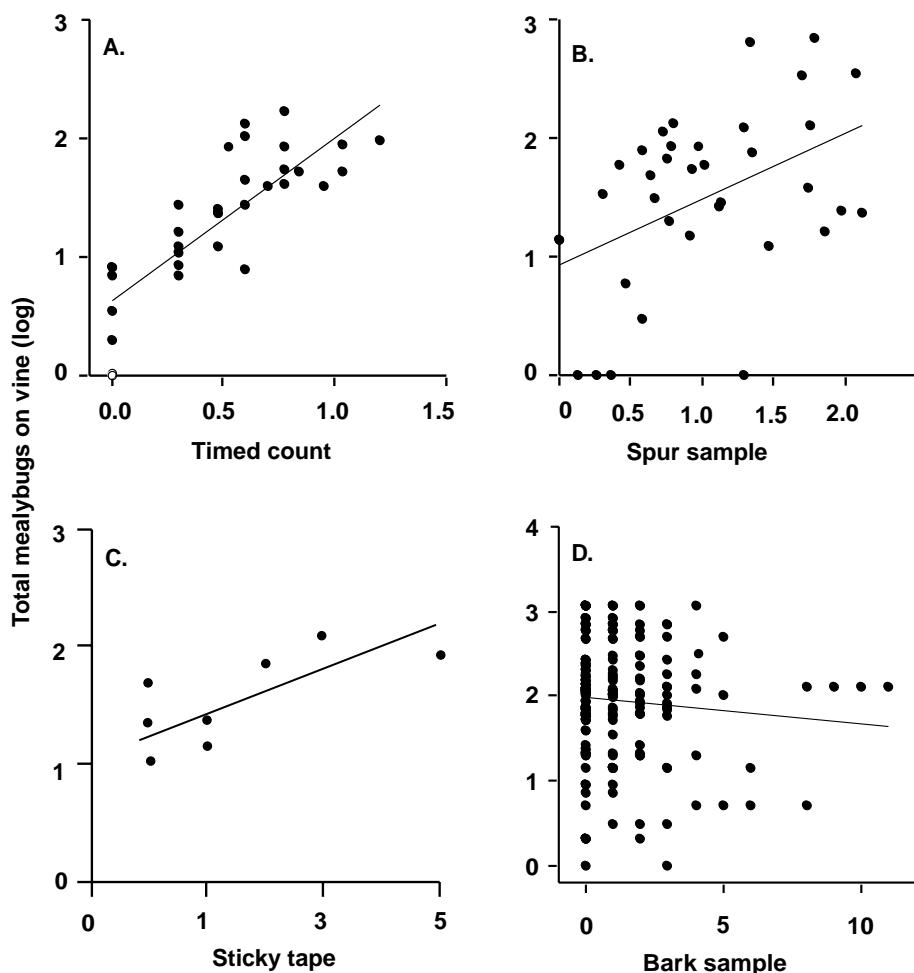 Total mealybugs on vine (log)
A.
3
2
1
0
0.0 0.5 1.0 1.5
Timed count
B.
3
2
1
0
0 0.5 1.0 1.5 2.0
Spur sample
C.
3
2
1
0
0 1 3 5
Sticky tape
D.
4
3
2
1
0
0 5 10
Bark sample